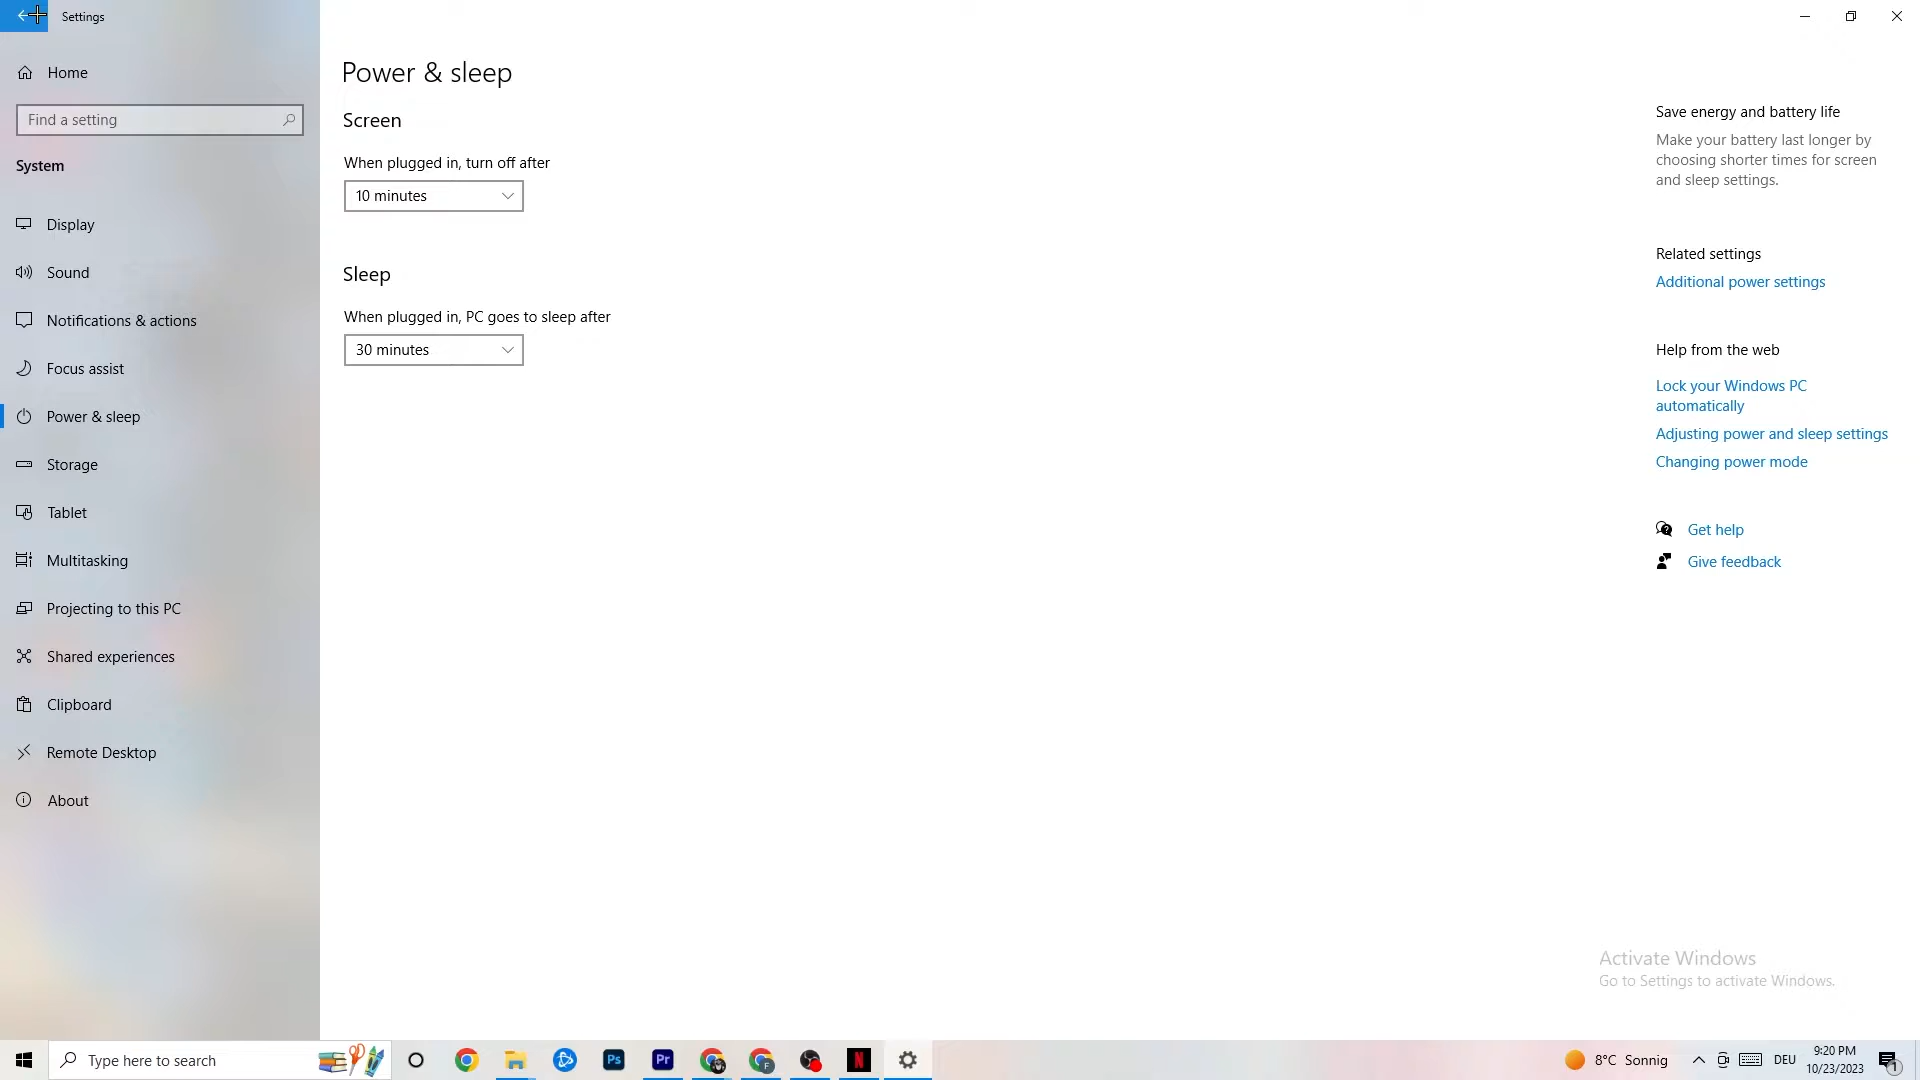 Settings
Home
Find a setting
System
Display
Sound
Notifications & actions
Focus assist
Power & sleep
Storage
Tablet
Multitasking
Projecting to this PC
Shared experiences
Clipboard
Remote Desktop
About
Power & sleep
Screen
When plugged in, turn off after
10 minutes
Sleep
When plugged in, PC goes to sleep after
30 minutes
Save energy and battery life
Make your battery last longer by
choosing shorter times for screen
and sleep settings.
Related settings
Additional power settings
Help from the web
Lock your Windows PC
automatically
Adjusting power and sleep settings
Changing power mode
Get help
Give feedback
Activate Windows
Go to Settings to activate Windows.
Type here to search
Ps
Pr
F
N
8°C Sonnig
DEU
9:20 PM
10/23/2023
1